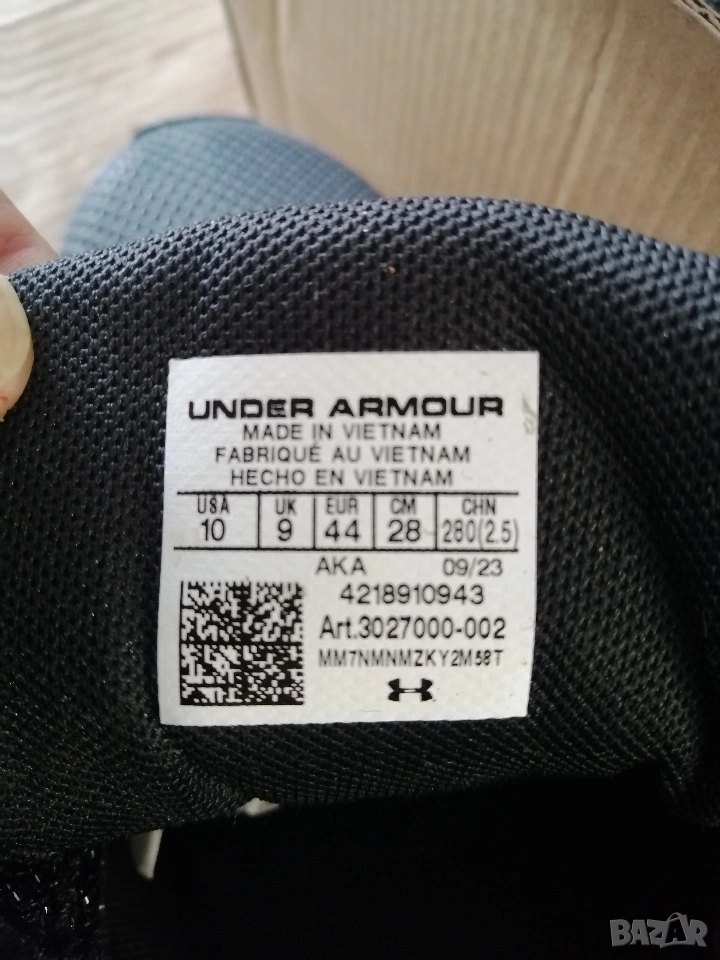 UNDER ARMOUR
MADE IN VIETNAM
FABRIQUÉ AU VIETNAM
HECHO EN VIETNAM
USA UK EUR CM CHN
10 9 44 28 280(2.5)
AKA 09/23
4218910943
Art.3027000-002
MM7NMNMZKY2M58T
BAZAR